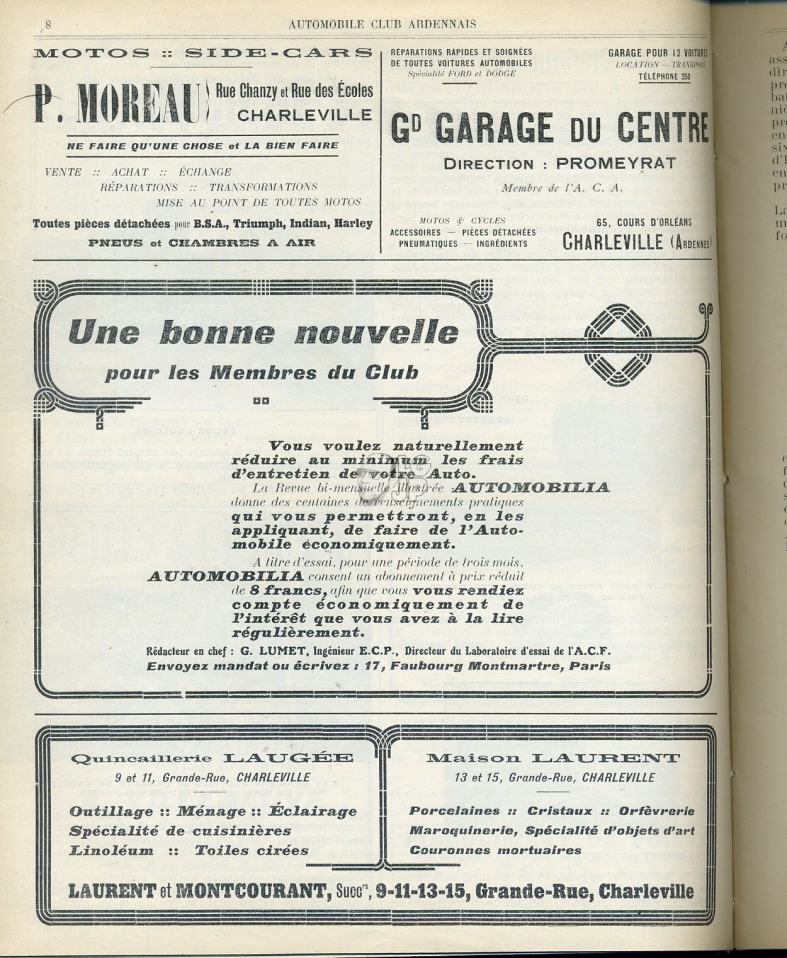 8
AUTOMOBILE CLUB ARDENNAIS
MOTOS :: SIDE-CARS
P. MOREAU
Rue Chanzy et Rue des Écoles
CHARLEVILLE
NE FAIRE QU'UNE CHOSE et LA BIEN FAIRE
VENTE :: ACHAT :: ÉCHANGE
RÉPARATIONS :: TRANSFORMATIONS
MISE AU POINT DE TOUTES MOTOS
Toutes pièces détachées pour B.S.A., Triumph, Indian, Harley
PNEUS et CHAMBRES A AIR
RÉPARATIONS RAPIDES ET SOIGNÉES
DE TOUTES VOITURES AUTOMOBILES
Spécialité FORD et DODGE
GARAGE POUR 12 VOITURES
LOCATION — TRANSPORT
TÉLÉPHONE 350
GD GARAGE DU CENTRE
DIRECTION : PROMEYRAT
Membre de l'A. C. A.
MOTOS & CYCLES
ACCESSOIRES — PIÈCES DÉTACHÉES
PNEUMATIQUES — INGRÉDIENTS
65, COURS D'ORLÉANS
CHARLEVILLE (ARDENNES)
Une bonne nouvelle
pour les Membres du Club
Vous voulez naturellement
réduire au minimum les frais
d'entretien de votre Auto.
La Revue bi-mensuelle illustrée AUTOMOBILIA
donne des centaines de renseignements pratiques
qui vous permettront, en les
appliquant, de faire de l'Auto-
mobile économiquement.
A titre d'essai, pour une période de trois mois,
AUTOMOBILIA consent un abonnement à prix réduit
de 8 francs, afin que vous vous rendiez
compte économiquement de
l'intérêt que vous avez à la lire
régulièrement.
Rédacteur en chef : G. LUMET, Ingénieur E.C.P., Directeur du Laboratoire d'essai de l'A.C.F.
Envoyez mandat ou écrivez : 17, Faubourg Montmartre, Paris
Quincaillerie LAUGÉE
9 et 11, Grande-Rue, CHARLEVILLE
Outillage :: Ménage :: Éclairage
Spécialité de cuisinières
Linoléum :: Toiles cirées
Maison LAURENT
13 et 15, Grande-Rue, CHARLEVILLE
Porcelaines :: Cristaux :: Orfèvrerie
Maroquinerie, Spécialité d'objets d'art
Couronnes mortuaires
LAURENT et MONTCOURANT, Succrs, 9-11-13-15, Grande-Rue, Charleville